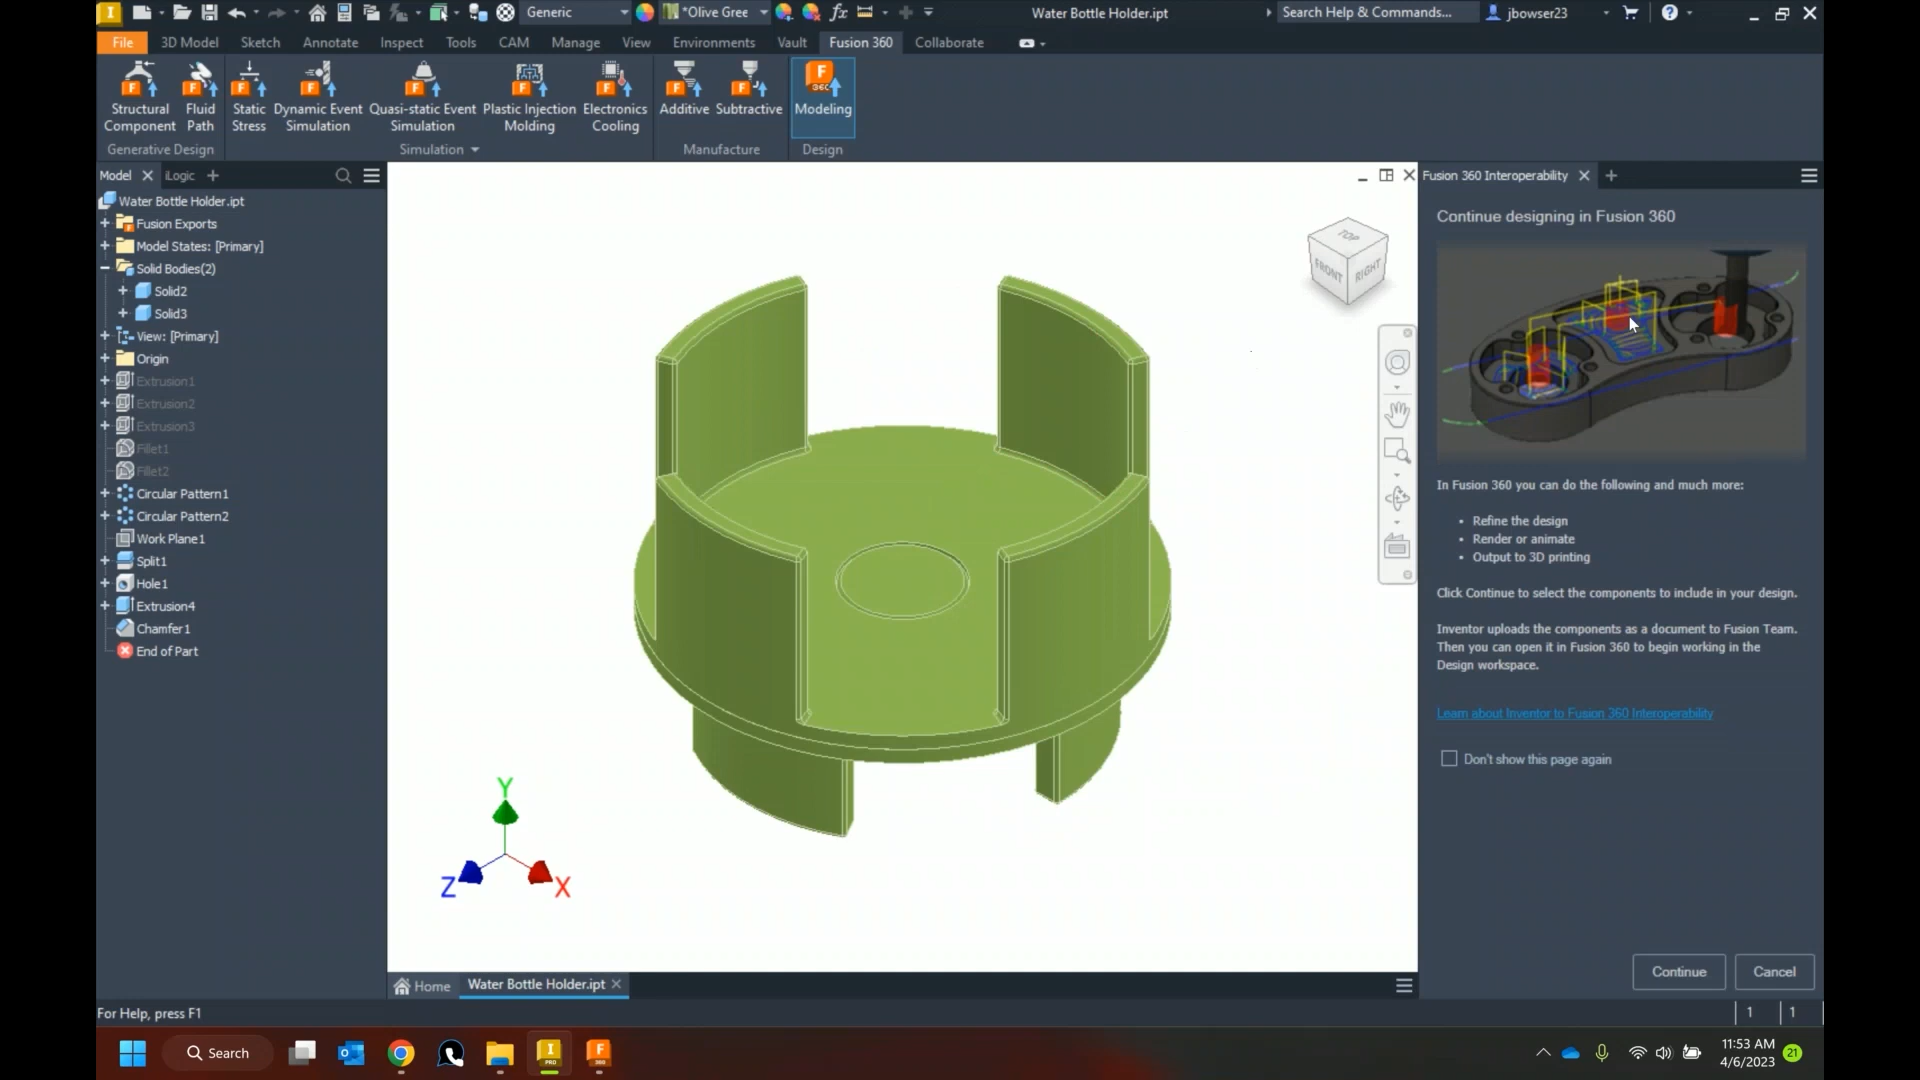 Generic
*Olive Gree
fx
Water Bottle Holder.ipt
Search Help & Commands...
jbowser23
File
3D Model
Sketch
Annotate
Inspect
Tools
CAM
Manage
View
Environments
Vault
Fusion 360
Collaborate
Structural
Component
Fluid
Path
Static
Stress
Dynamic Event
Simulation
Quasi-static Event
Simulation
Plastic Injection
Molding
Electronics
Cooling
Additive
Subtractive
Modeling
Generative Design
Simulation
Manufacture
Design
Model
iLogic
Water Bottle Holder.ipt
Fusion Exports
Model States: [Primary]
Solid Bodies(2)
Solid2
Solid3
View: [Primary]
Origin
Extrusion1
Extrusion2
Extrusion3
Fillet1
Fillet2
Circular Pattern1
Circular Pattern2
Work Plane1
Split1
Hole1
Extrusion4
Chamfer1
End of Part
TOP
FRONT
RIGHT
Y
Z
X
Fusion 360 Interoperability
Continue designing in Fusion 360
In Fusion 360 you can do the following and much more:
• Refine the design
• Render or animate
• Output to 3D printing
Click Continue to select the components to include in your design.
Inventor uploads the components as a document to Fusion Team.
Then you can open it in Fusion 360 to begin working in the
Design workspace.
Learn about Inventor to Fusion 360 Interoperability
Don't show this page again
Continue
Cancel
Home
Water Bottle Holder.ipt
For Help, press F1
1
1
Search
11:53 AM
4/6/2023
21